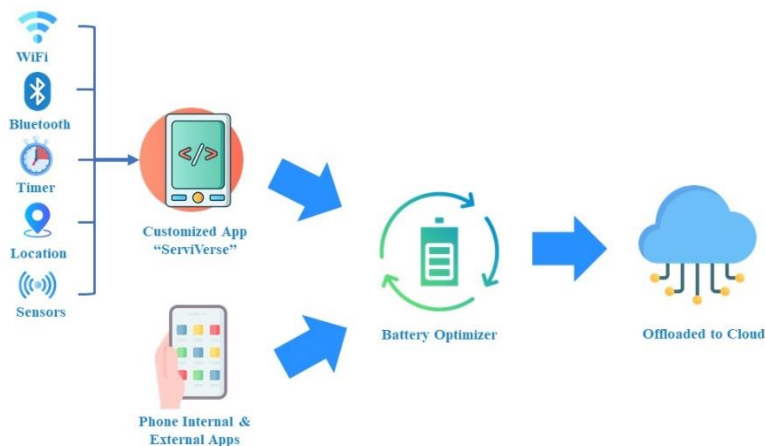 WiFi
Bluetooth
Timer
Location
Sensors
</>
Customized App
“ServiVerse”
Phone Internal &
External Apps
Battery Optimizer
Offloaded to Cloud